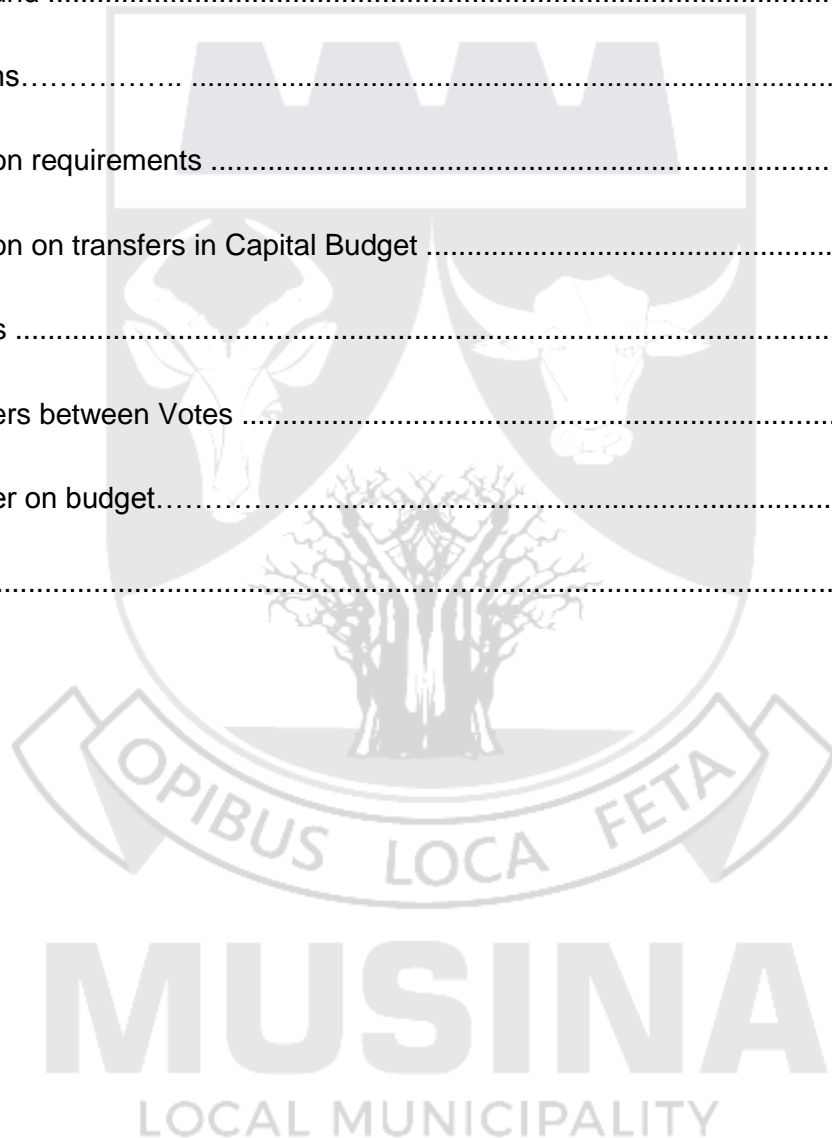 ns……………. ........................................................................................
on requirements ........................................................................................
on on transfers in Capital Budget ........................................................
s ........................................................................................................
ers between Votes ....................................................................................
er on budget……………........................................................................
........................................................................................................
OPIBUS LOCA FETA
MUSINA
LOCAL MUNICIPALITY